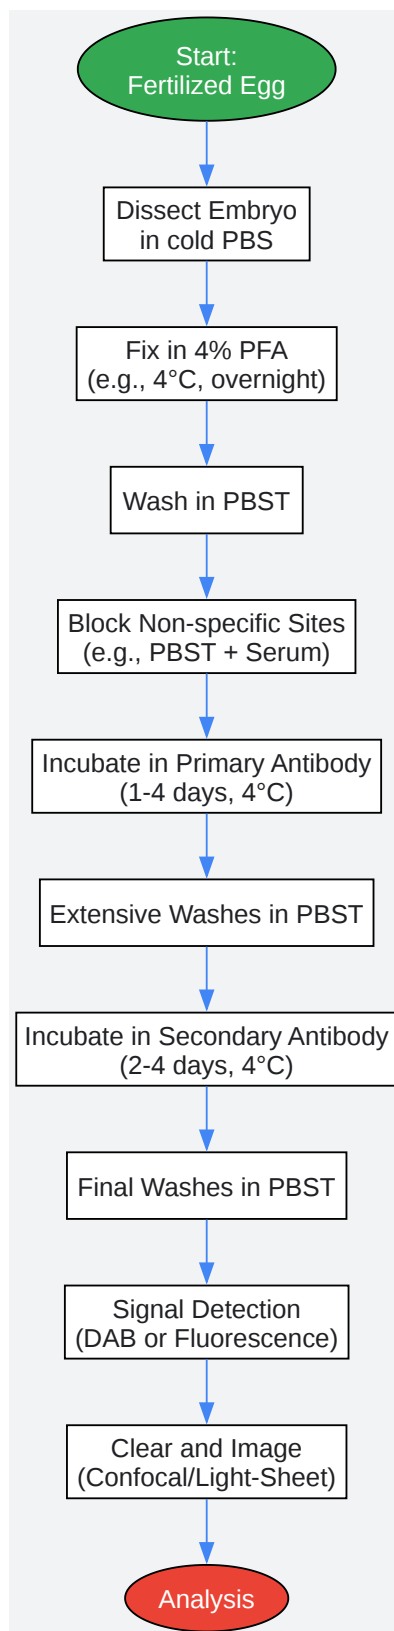 Start:
Fertilized Egg
Dissect Embryo
in cold PBS
Fix in 4% PFA
(e.g., 4°C, overnight)
Wash in PBST
Block Non-specific Sites
(e.g., PBST + Serum)
Incubate in Primary Antibody
(1-4 days, 4°C)
Extensive Washes in PBST
Incubate in Secondary Antibody
(2-4 days, 4°C)
Final Washes in PBST
Signal Detection
(DAB or Fluorescence)
Clear and Image
(Confocal/Light-Sheet)
Analysis